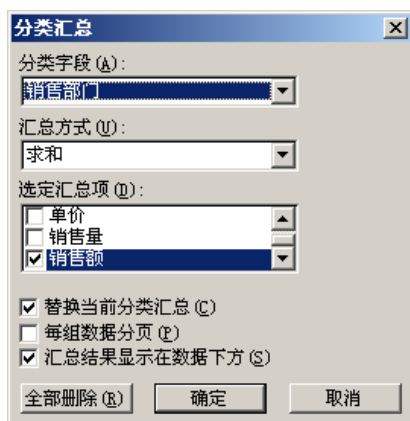 分类汇总
分类字段(A):
销售部门
汇总方式(U):
求和
选定汇总项(D):
单价
销售量
销售额
替换当前分类汇总(C)
每组数据分页(P)
汇总结果显示在数据下方(S)
全部删除(R) 确定 取消